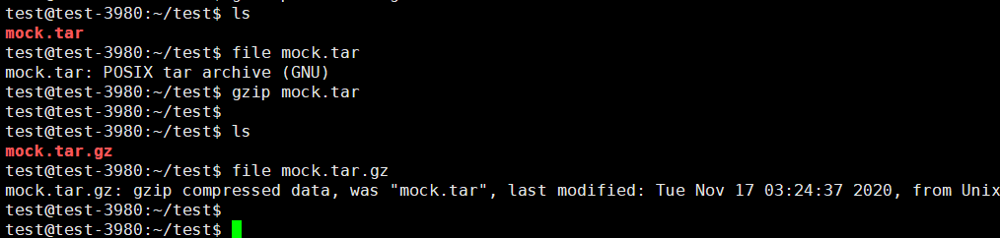 test@test-3980:~/test$ ls
mock.tar
test@test-3980:~/test$ file mock.tar
mock.tar: POSIX tar archive (GNU)
test@test-3980:~/test$ gzip mock.tar
test@test-3980:~/test$
test@test-3980:~/test$ ls
mock.tar.gz
test@test-3980:~/test$ file mock.tar.gz
mock.tar.gz: gzip compressed data, was "mock.tar", last modified: Tue Nov 17 03:24:37 2020, from Unix
test@test-3980:~/test$
test@test-3980:~/test$